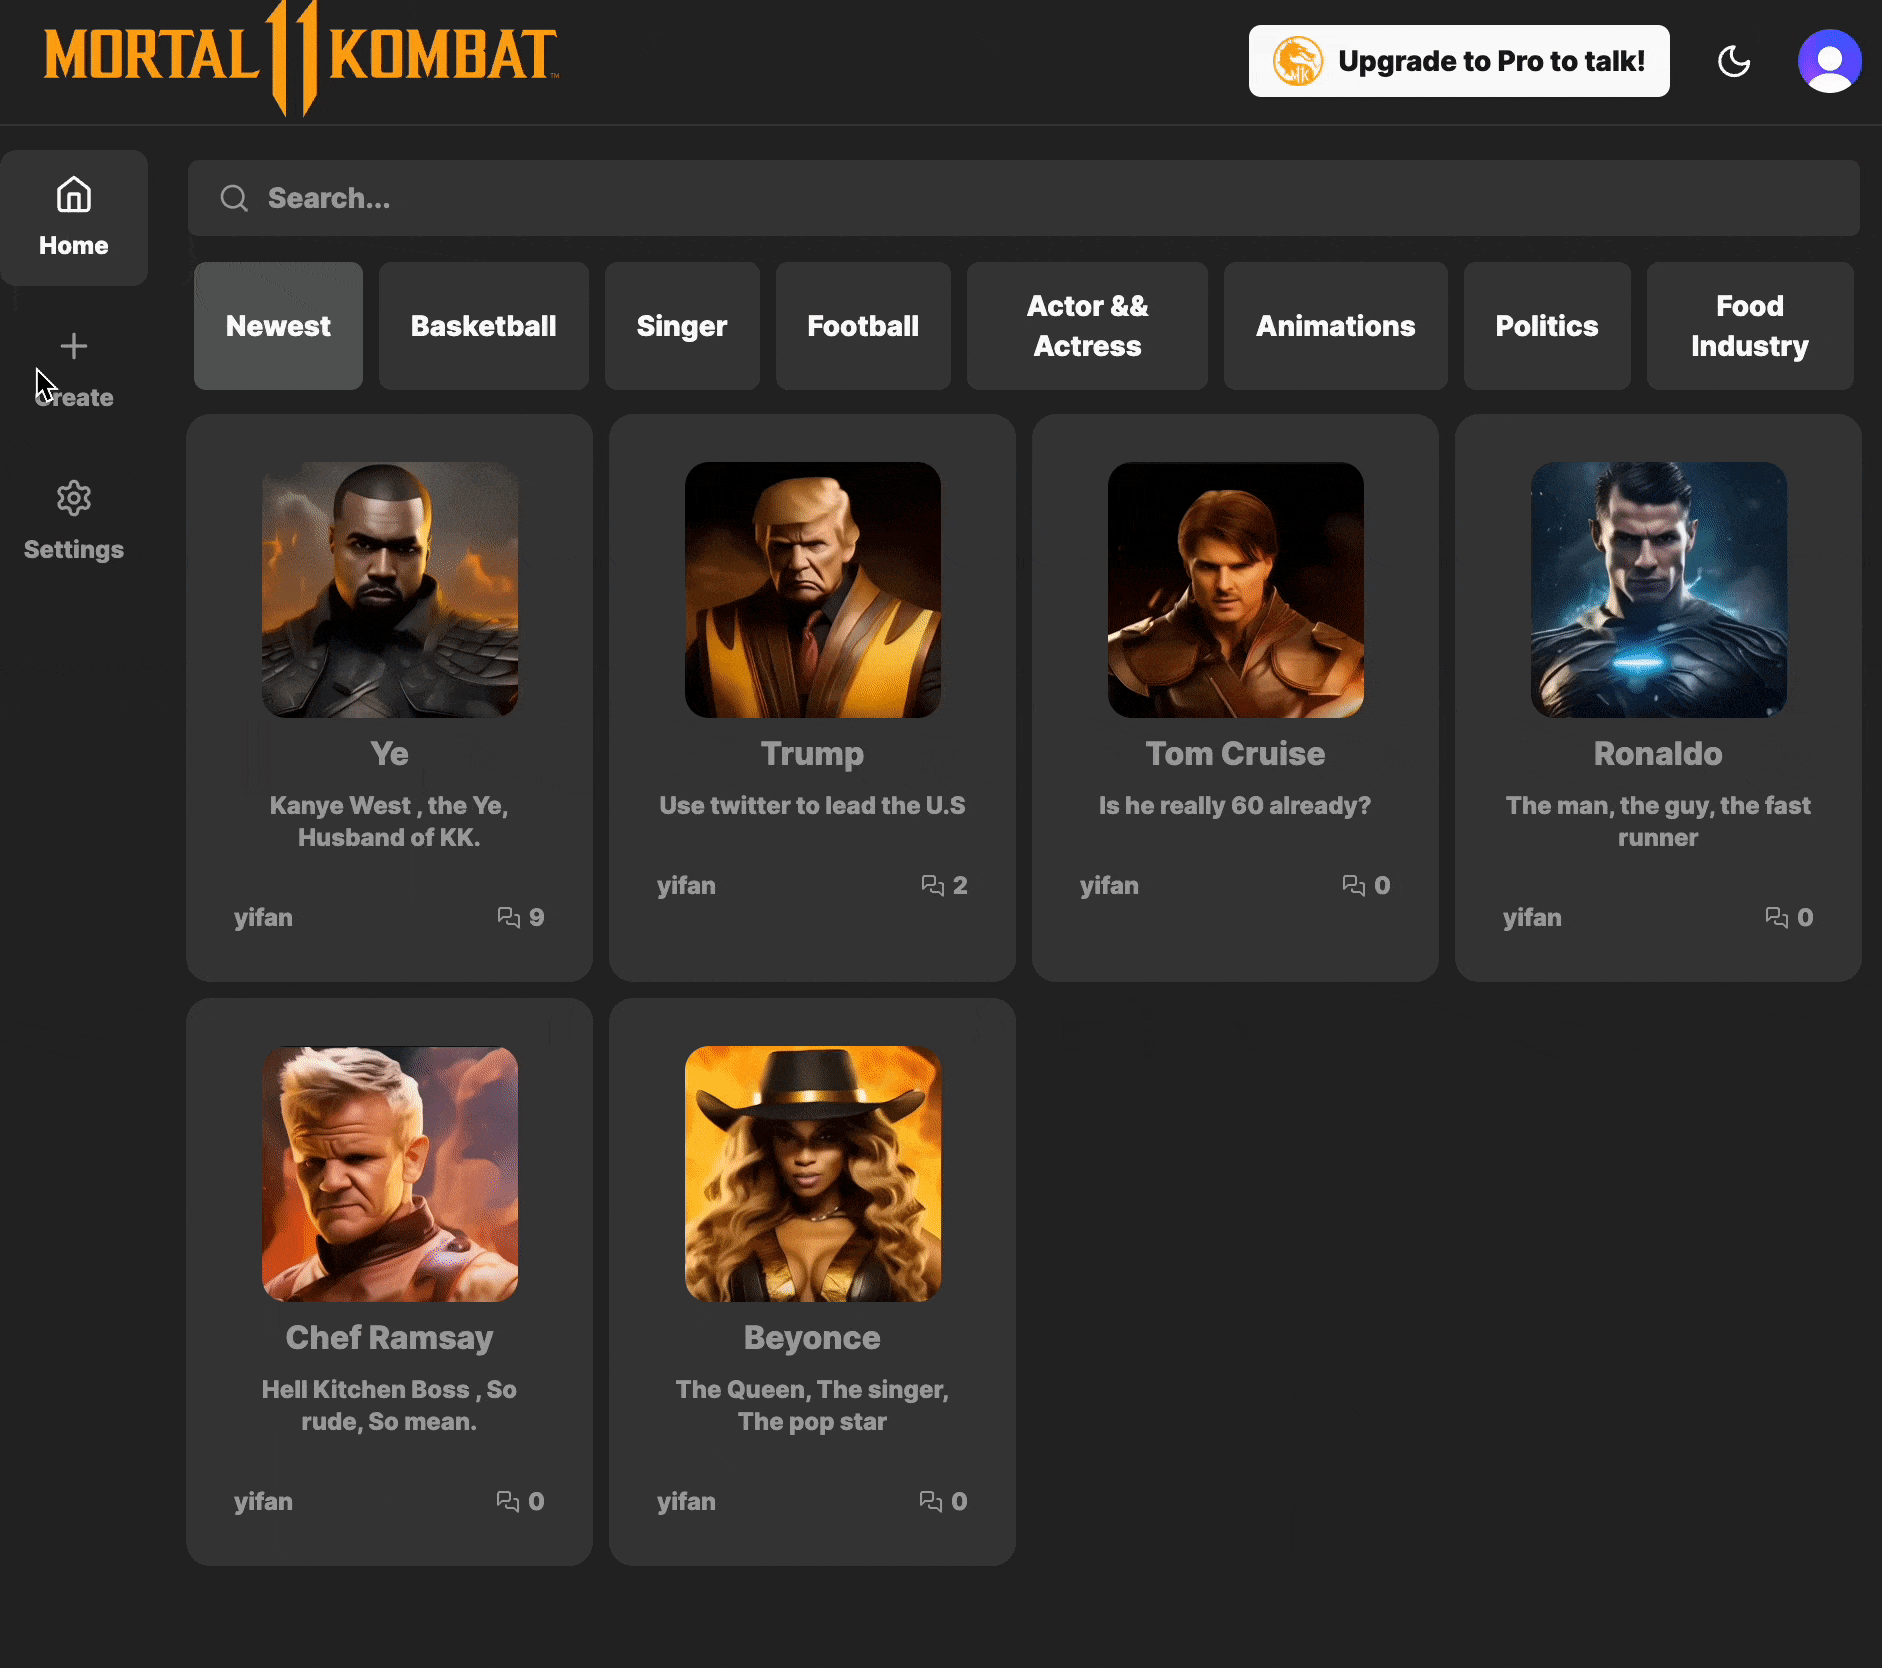 MORTAL 11 KOMBAT™
MK
Upgrade to Pro to talk!
Home
Create
Settings
Search...
Newest
Basketball
Singer
Football
Actor &&
Actress
Animations
Politics
Food
Industry
Ye
Kanye West , the Ye,
Husband of KK.
yifan
9
Trump
Use twitter to lead the U.S
yifan
2
Tom Cruise
Is he really 60 already?
yifan
0
Ronaldo
The man, the guy, the fast
runner
yifan
0
Chef Ramsay
Hell Kitchen Boss , So
rude, So mean.
yifan
0
Beyonce
The Queen, The singer,
The pop star
yifan
0